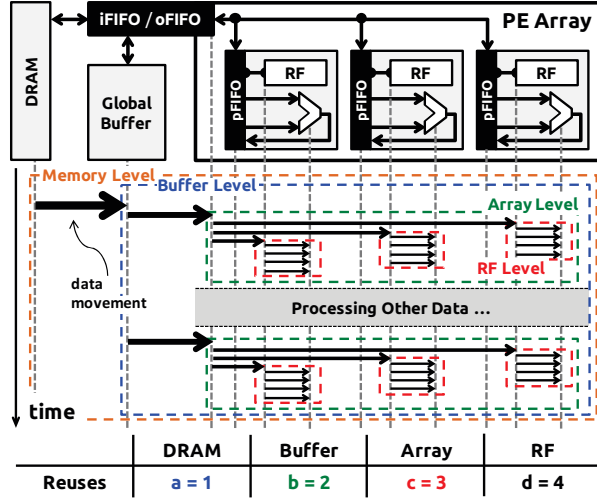 iFIFO / oFIFO
PE Array
DRAM
Global
Buffer
pFIFO
RF
pFIFO
RF
pFIFO
RF
Memory Level
Buffer Level
Array Level
RF Level
data
movement
Processing Other Data ...
time
DRAM Buffer Array RF
Reuses a = 1 b = 2 c = 3 d = 4